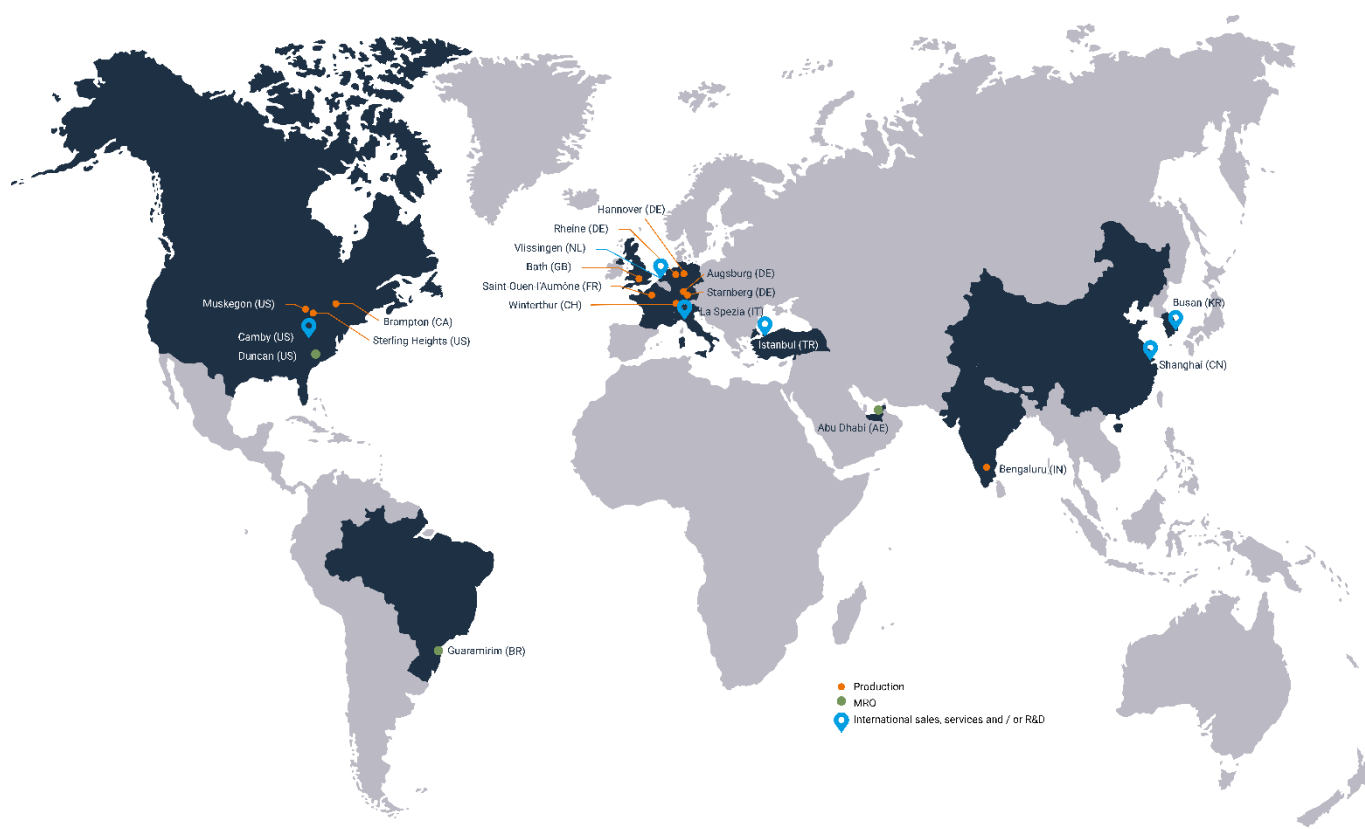 Hannover (DE)
Rheine (DE)
Vlissingen (NL)
Bath (GB)
Saint Ouen l'Aumône (FR)
Winterthur (CH)
Augsburg (DE)
Starnberg (DE)
La Spezia (IT)
Istanbul (TR)
Muskegon (US)
Brampton (CA)
Sterling Heights (US)
Camby (US)
Duncan (US)
Busan (KR)
Shanghai (CN)
Abu Dhabi (AE)
Bengaluru (IN)
Guaramirim (BR)
Production
MRO
International sales, services and / or R&D